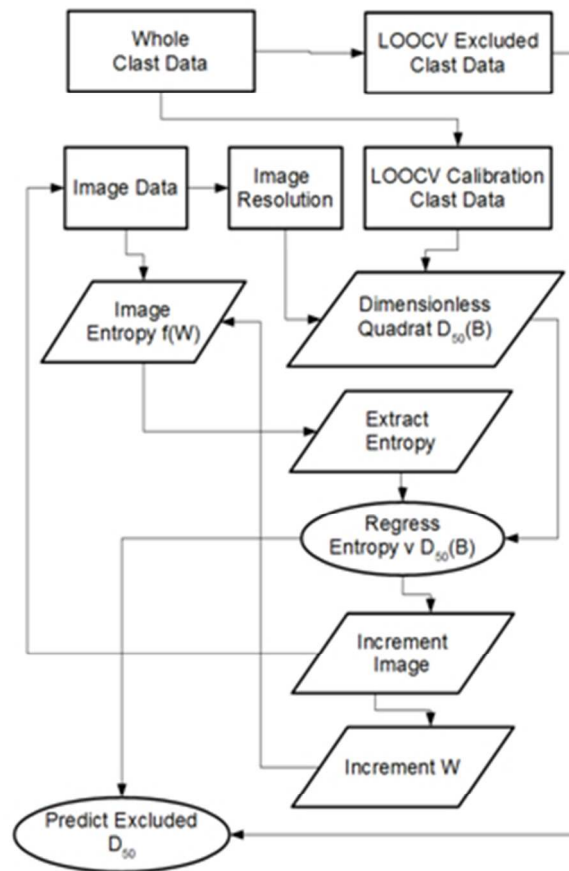 Whole
Clast Data
LOOCV Excluded
Clast Data
Image Data
Image
Resolution
LOOCV Calibration
Clast Data
Image
Entropy f(W)
Dimensionless
Quadrat D₅₀(B)
Extract
Entropy
Regress
Entropy v D₅₀(B)
Increment
Image
Increment W
Predict Excluded
D₅₀